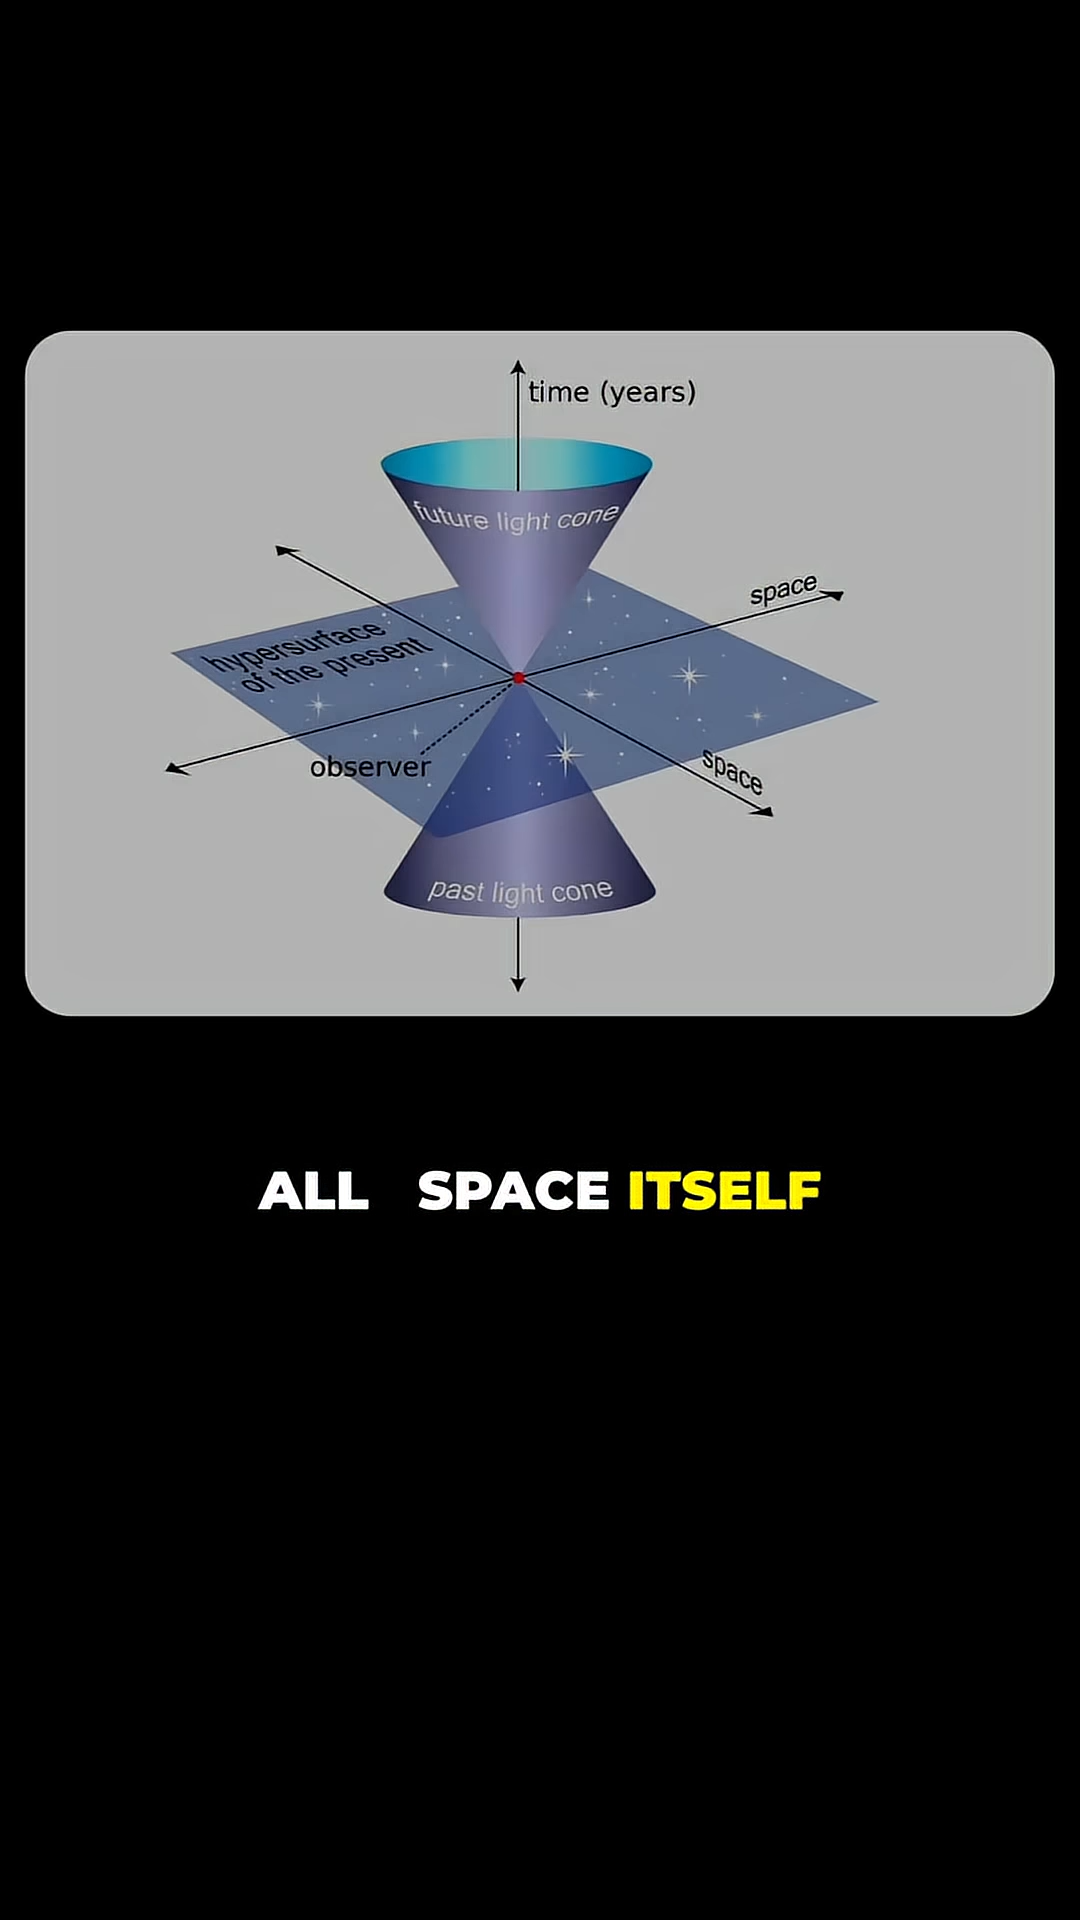 time (years)
future light cone
space
hypersurface
of the present
observer
space
past light cone
ALL SPACE ITSELF